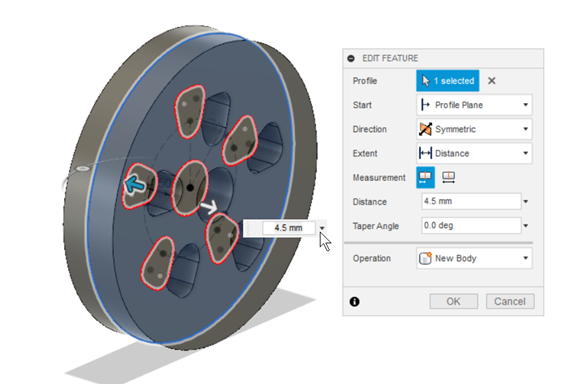 EDIT FEATURE
Profile 1 selected
Start Profile Plane
Direction Symmetric
Extent Distance
Measurement
Distance 4.5 mm
4.5 mm
Taper Angle 0.0 deg
Operation New Body
OK Cancel